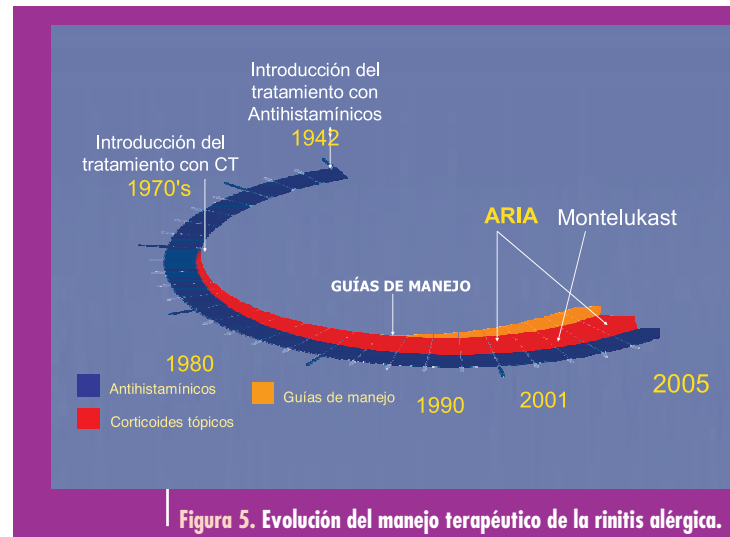 Introducción del
tratamiento con
Antihistamínicos
1942
Introducción del
tratamiento con CT
1970's
ARIA
Montelukast
GUÍAS DE MANEJO
1980
1990
2001
2005
Antihistamínicos
Guías de manejo
Corticoides tópicos
Figura 5. Evolución del manejo terapéutico de la rinitis alérgica.